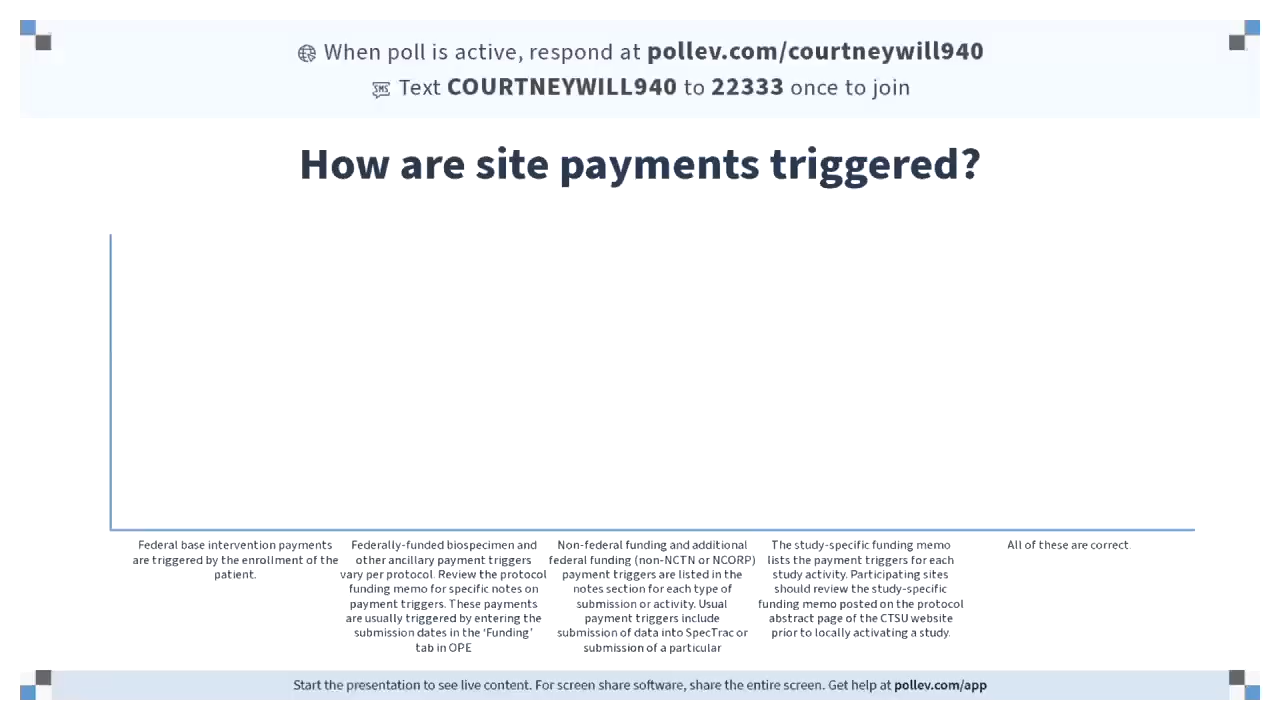 When poll is active, respond at pollev.com/courtneywill940
SMS Text COURTNEYWILL940 to 22333 once to join
How are site payments triggered?
Federal base intervention payments
are triggered by the enrollment of the
patient.
Federally-funded biospecimen and
other ancillary payment triggers
vary per protocol. Review the protocol
funding memo for specific notes on
payment triggers. These payments
are usually triggered by entering the
submission dates in the ‘Funding’
tab in OPE
Non-federal funding and additional
federal funding (non-NCTN or NCORP)
payment triggers are listed in the
notes section for each type of
submission or activity. Usual
payment triggers include
submission of data into SpecTrac or
submission of a particular
The study-specific funding memo
lists the payment triggers for each
study activity. Participating sites
should review the study-specific
funding memo posted on the protocol
abstract page of the CTSU website
prior to locally activating a study.
All of these are correct.
Start the presentation to see live content. For screen share software, share the entire screen. Get help at pollev.com/app